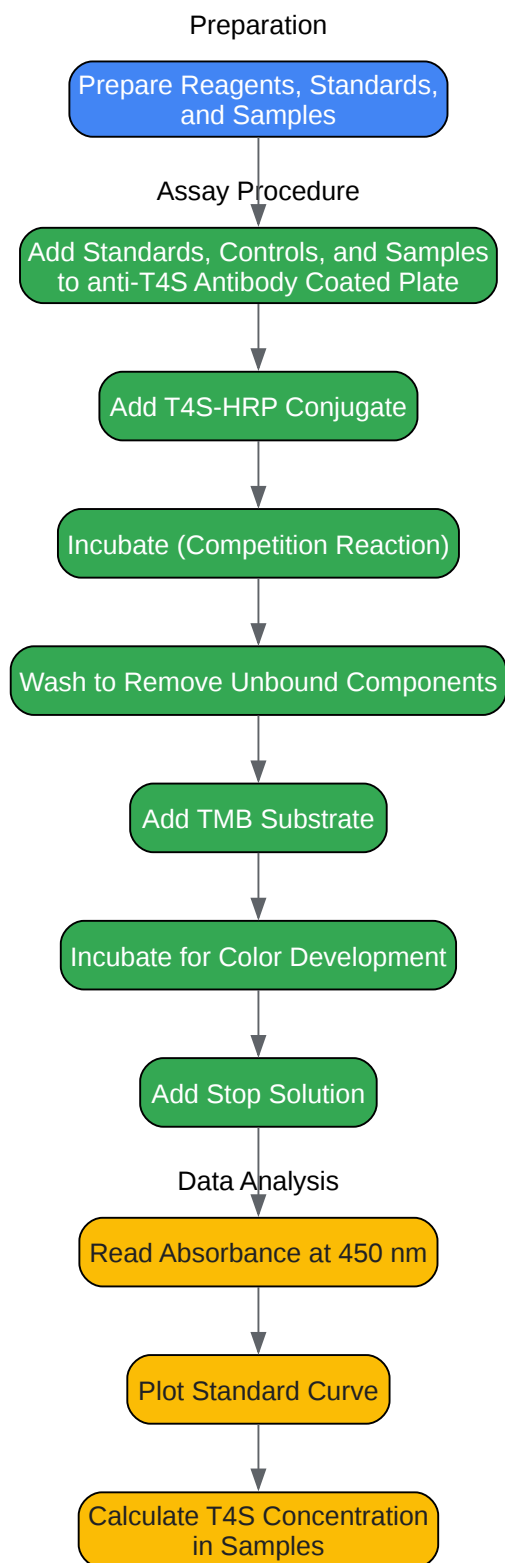 Preparation
Prepare Reagents, Standards,
and Samples
Assay Procedure
Add Standards, Controls, and Samples
to anti-T4S Antibody Coated Plate
Add T4S-HRP Conjugate
Incubate (Competition Reaction)
Wash to Remove Unbound Components
Add TMB Substrate
Incubate for Color Development
Add Stop Solution
Data Analysis
Read Absorbance at 450 nm
Plot Standard Curve
Calculate T4S Concentration
in Samples